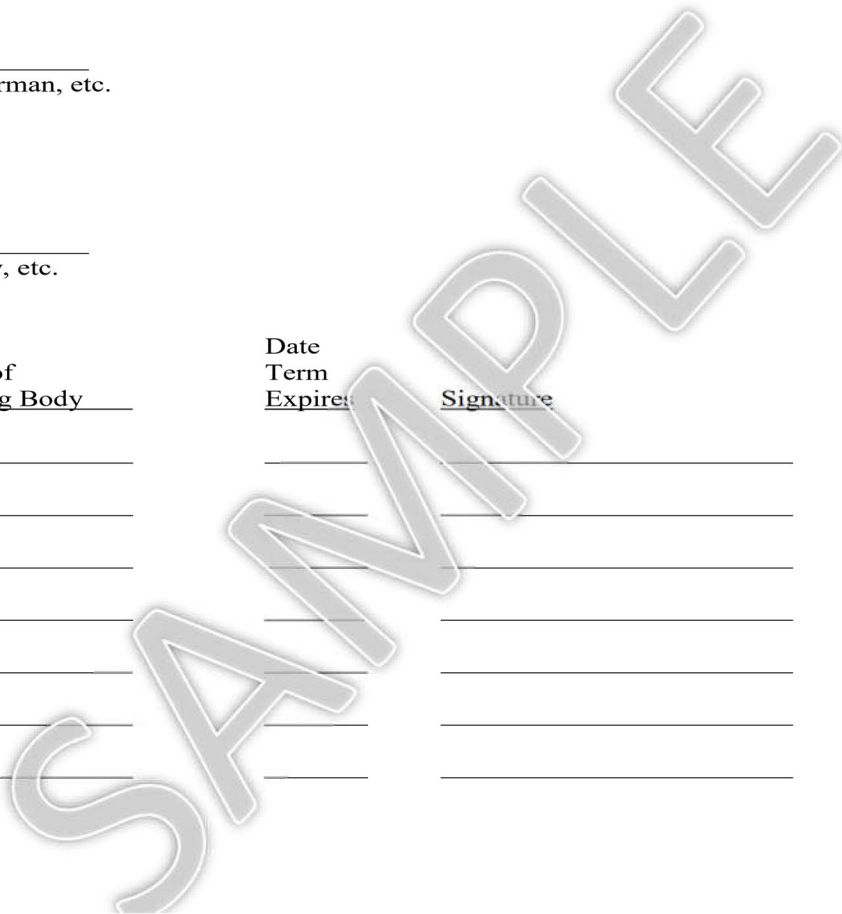 rman, etc.
, etc.
Date
of Term
g Body Expires Signature
SAMPLE